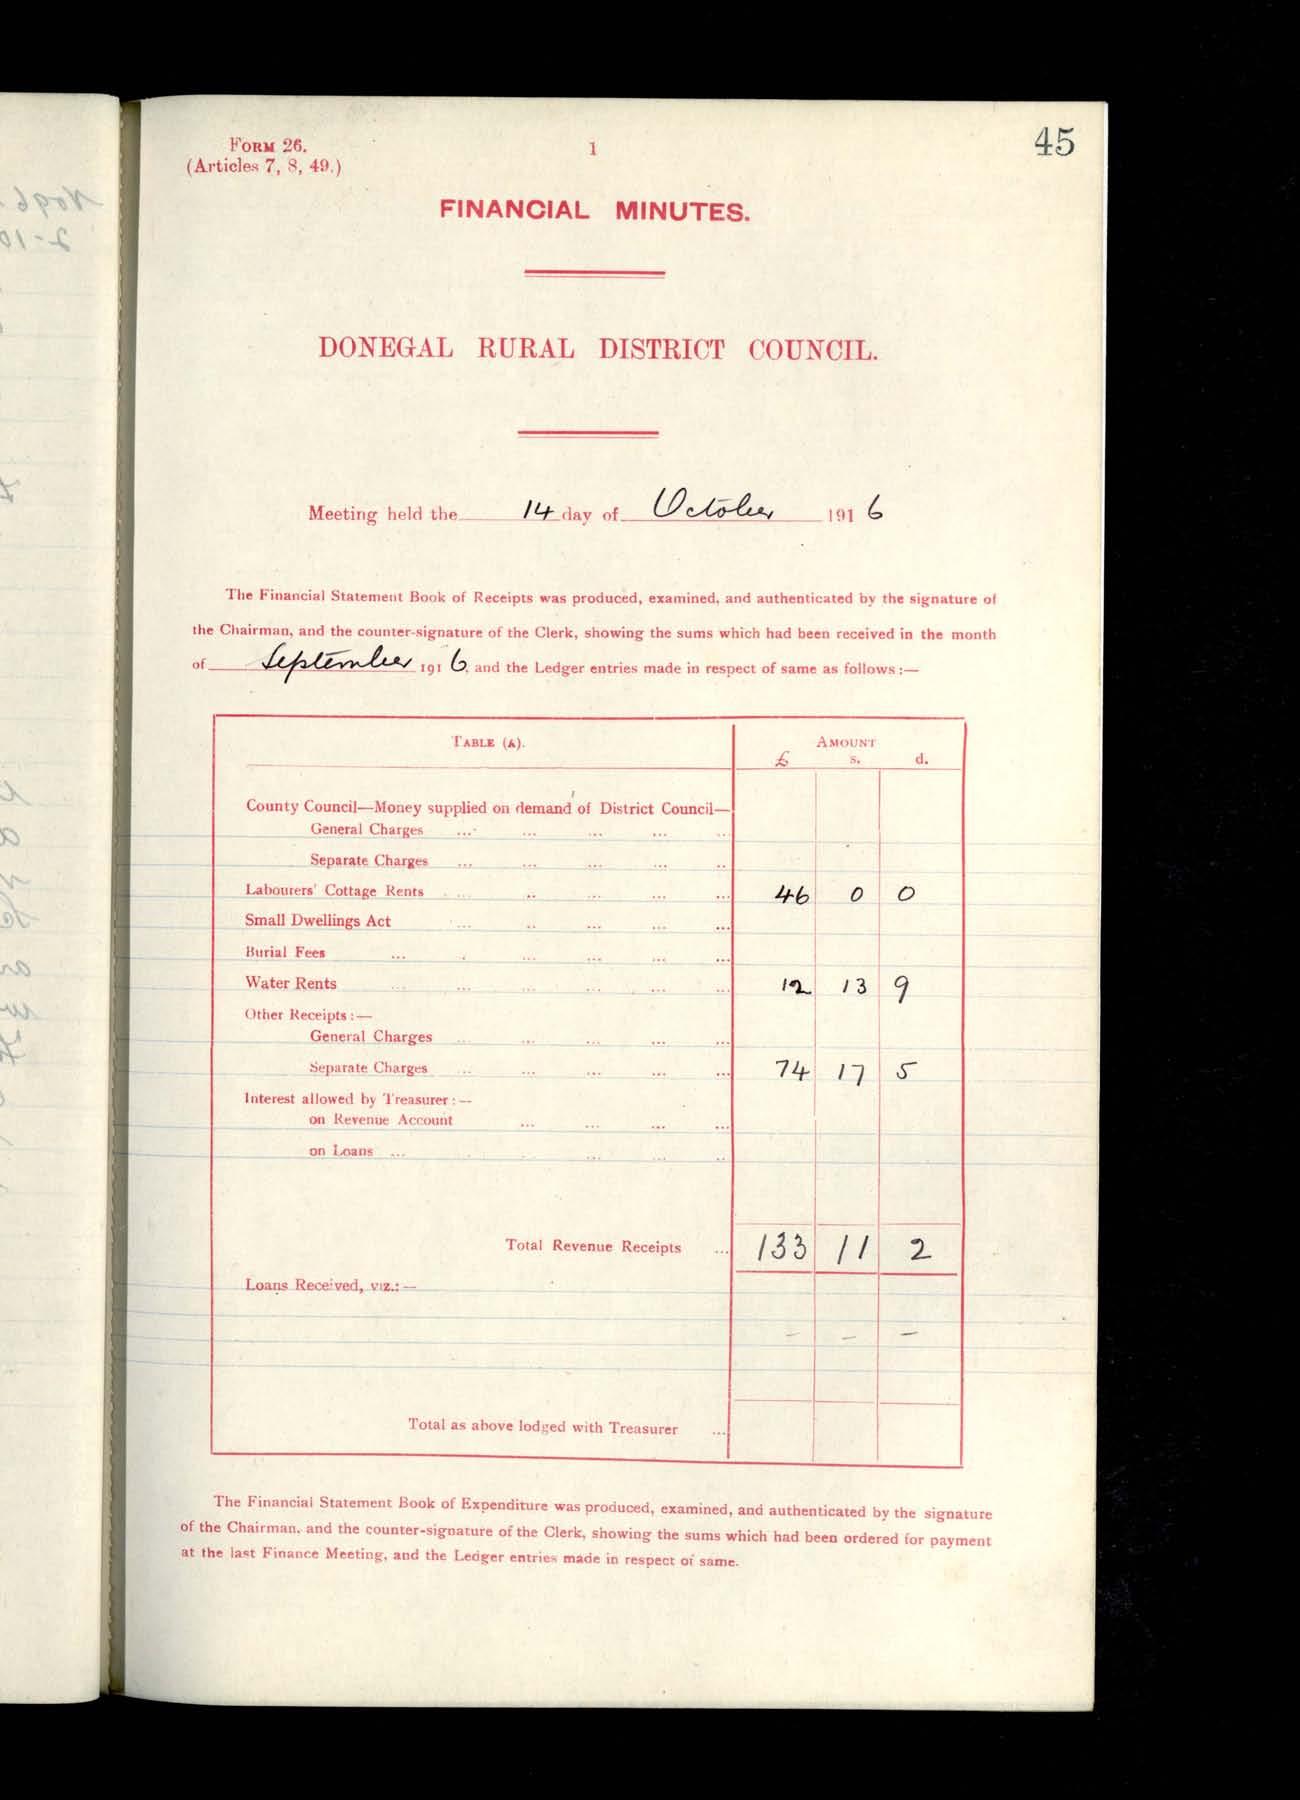 45
FORM 26.
(Articles 7, 8, 49.)
1
FINANCIAL MINUTES.
DONEGAL RURAL DISTRICT COUNCIL.
Meeting held the 14 day of October 1916
The Financial Statement Book of Receipts was produced, examined, and authenticated by the signature of
the Chairman, and the counter-signature of the Clerk, showing the sums which had been received in the month
of September 1916, and the Ledger entries made in respect of same as follows :—
TABLE (A). AMOUNT
£ s. d.
County Council—Money supplied on demand of District Council—
General Charges ... ... ... ... ...
Separate Charges ... ... ... ... ..
Labourers' Cottage Rents ... .. ... ... ... 46 0 0
Small Dwellings Act ... .. ... ... ...
Burial Fees ... . ... ... ... ...
Water Rents ... ... ... ... ... ... 12 13 9
Other Receipts :—
General Charges ... ... ... ... ...
Separate Charges ... ... ... ... ... 74 17 5
Interest allowed by Treasurer :—
on Revenue Account ... ... ... ...
on Loans ... . . ... ... ..
Total Revenue Receipts ... 133 11 2
Loans Received, viz.: —
— — —
Total as above lodged with Treasurer ...
The Financial Statement Book of Expenditure was produced, examined, and authenticated by the signature
of the Chairman, and the counter-signature of the Clerk, showing the sums which had been ordered for payment
at the last Finance Meeting, and the Ledger entries made in respect of same.